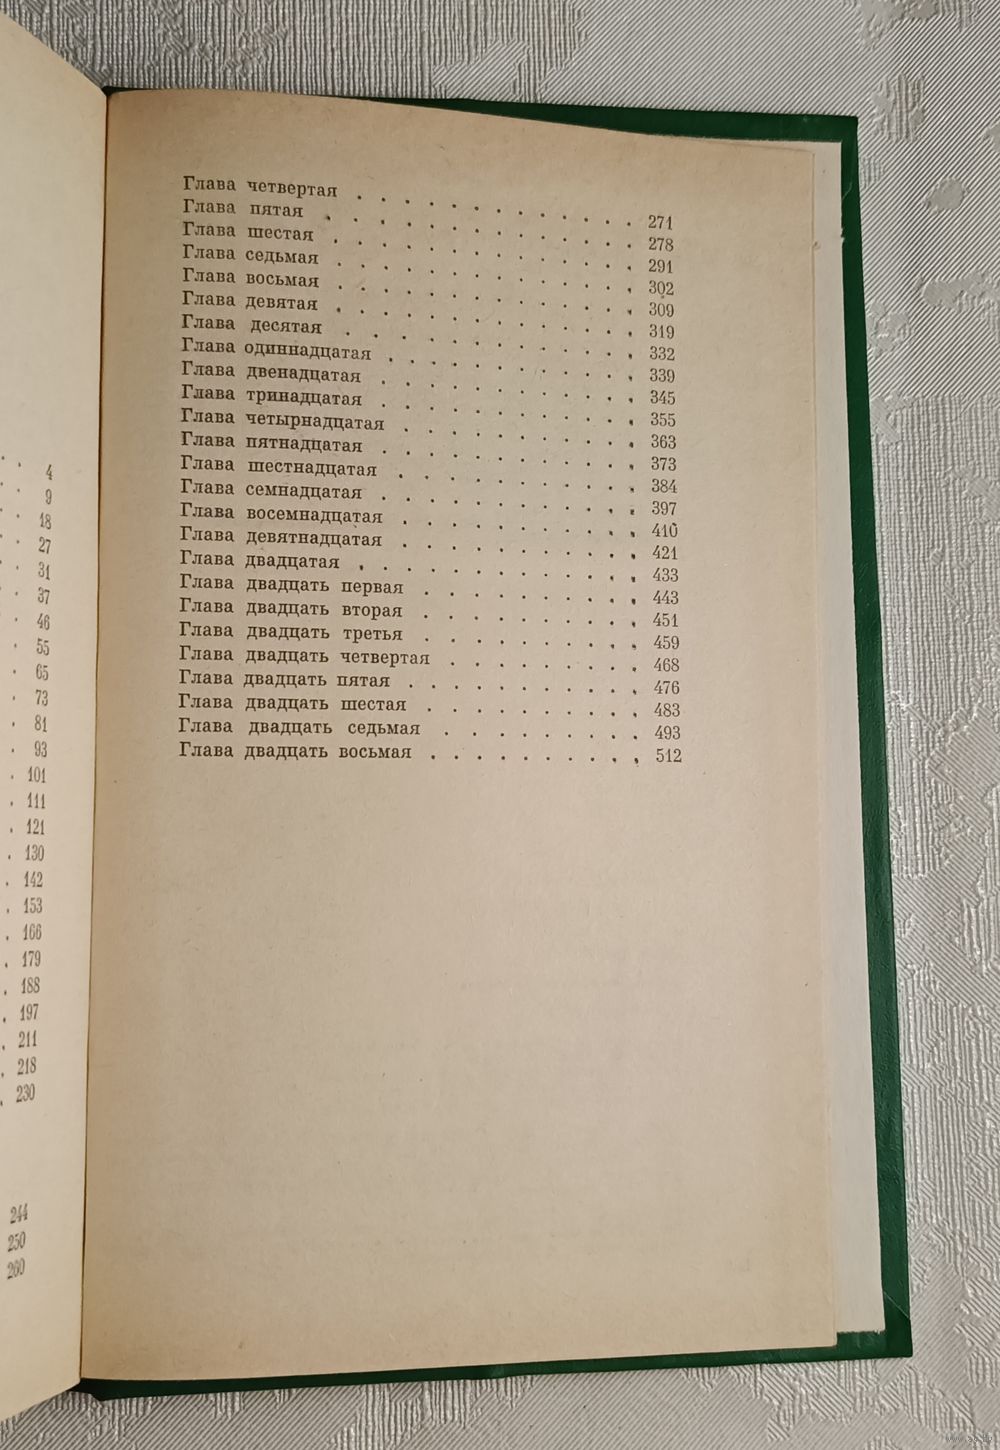 4
9
18
27
31
37
46
55
65
73
81
93
101
111
121
130
142
153
166
179
188
197
211
218
230
244
250
260
Глава четвертая . . . . . . . . . . . . . 271
Глава пятая . . . . . . . . . . . . . 278
Глава шестая . . . . . . . . . . . . . 291
Глава седьмая . . . . . . . . . . . . . 302
Глава восьмая . . . . . . . . . . . . . 309
Глава девятая . . . . . . . . . . . . . 319
Глава десятая . . . . . . . . . . . . . 332
Глава одиннадцатая . . . . . . . . . . . 339
Глава двенадцатая . . . . . . . . . . . 345
Глава тринадцатая . . . . . . . . . . . 355
Глава четырнадцатая . . . . . . . . . . 363
Глава пятнадцатая . . . . . . . . . . . 373
Глава шестнадцатая . . . . . . . . . . 384
Глава семнадцатая . . . . . . . . . . . 397
Глава восемнадцатая . . . . . . . . . . 410
Глава девятнадцатая . . . . . . . . . . 421
Глава двадцатая . . . . . . . . . . . . 433
Глава двадцать первая . . . . . . . . . 443
Глава двадцать вторая . . . . . . . . . 451
Глава двадцать третья . . . . . . . . . 459
Глава двадцать четвертая . . . . . . . . 468
Глава двадцать пятая . . . . . . . . . . 476
Глава двадцать шестая . . . . . . . . . 483
Глава двадцать седьмая . . . . . . . . . 493
Глава двадцать восьмая . . . . . . . . . 512